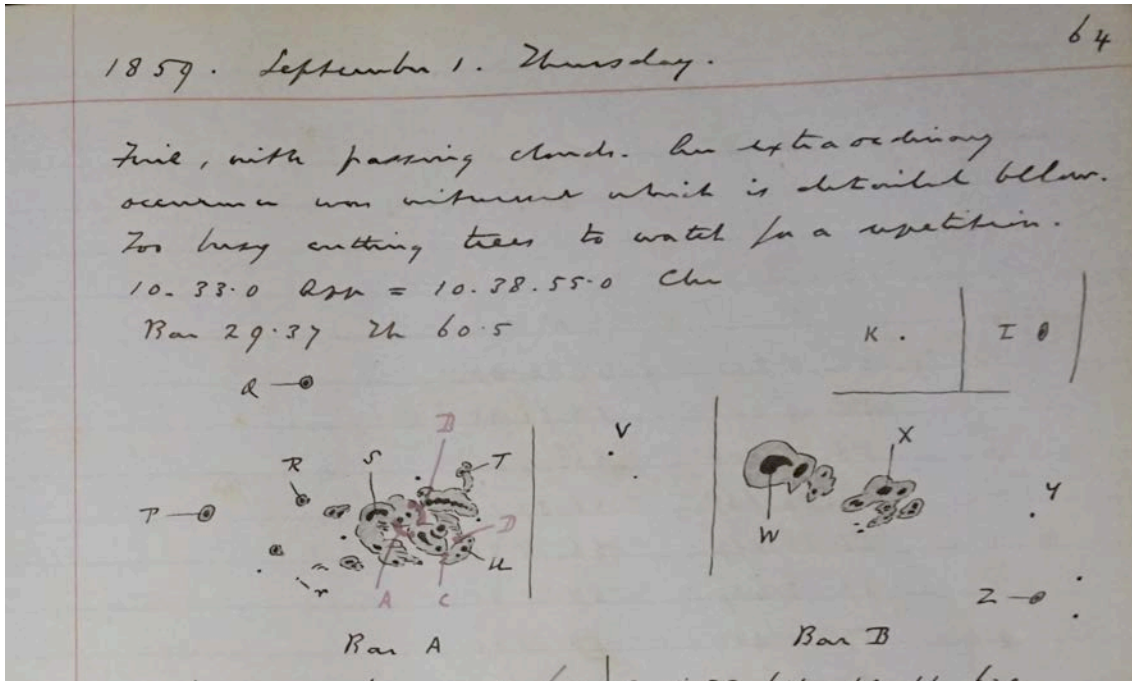 64
1859. September 1. Thursday.
Fine, with passing clouds. An extraordinary
occurrence was witnessed which is detailed below.
Too busy cutting trees to watch for a repetition.
10.33.0 App = 10.38.55.0 Chr
Bar 29.37 Th 60.5
K
I
Q
B
V
X
R
S
T
P
D
Y
W
U
r
A
C
Z
Bar A
Bar B